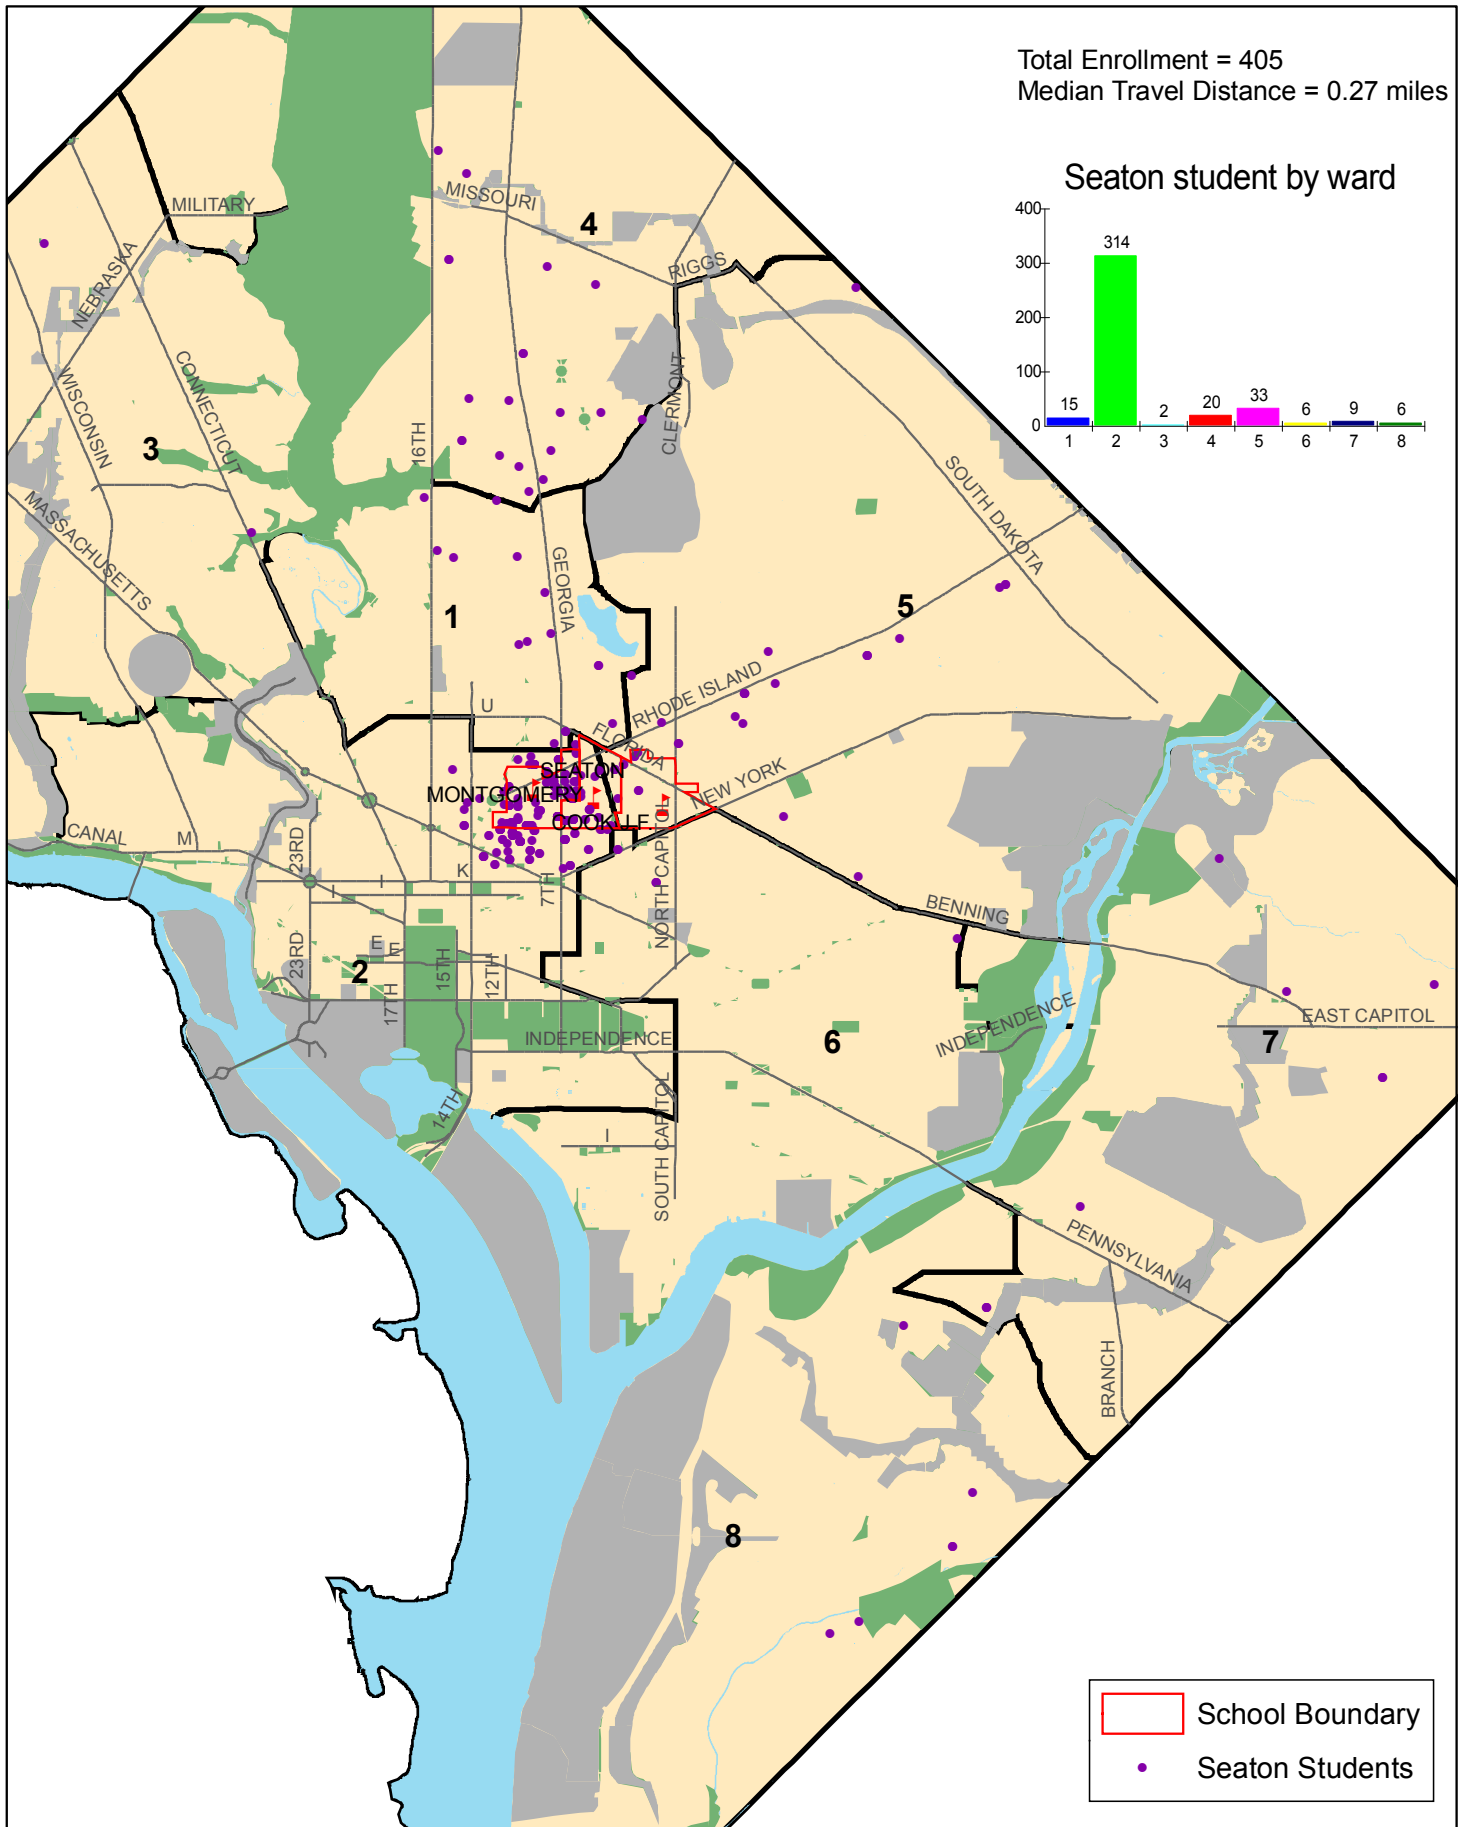 Total Enrollment = 405
Median Travel Distance = 0.27 miles
Seaton student by ward
400
300
200
100
0
15
314
2
20
33
6
9
6
1
2
3
4
5
6
7
8
MILITARY
MISSOURI
4
NEBRASKA
RIGGS
WISCONSIN
CONNECTICUT
CLERMONT
16TH
3
SOUTH DAKOTA
MASSACHUSETTS
GEORGIA
1
5
RHODE ISLAND
U
FLORIDA
SEATON
NEW YORK
MONTGOMERY
COOK J.F.
CANAL
M
23RD
K
I
I
7TH
NORTH CAPITOL
BENNING
E
E
23RD
2
15TH
12TH
17TH
INDEPENDENCE
6
INDEPENDENCE
EAST CAPITOL
7
14TH
I
SOUTH CAPITOL
PENNSYLVANIA
BRANCH
8
School Boundary
Seaton Students